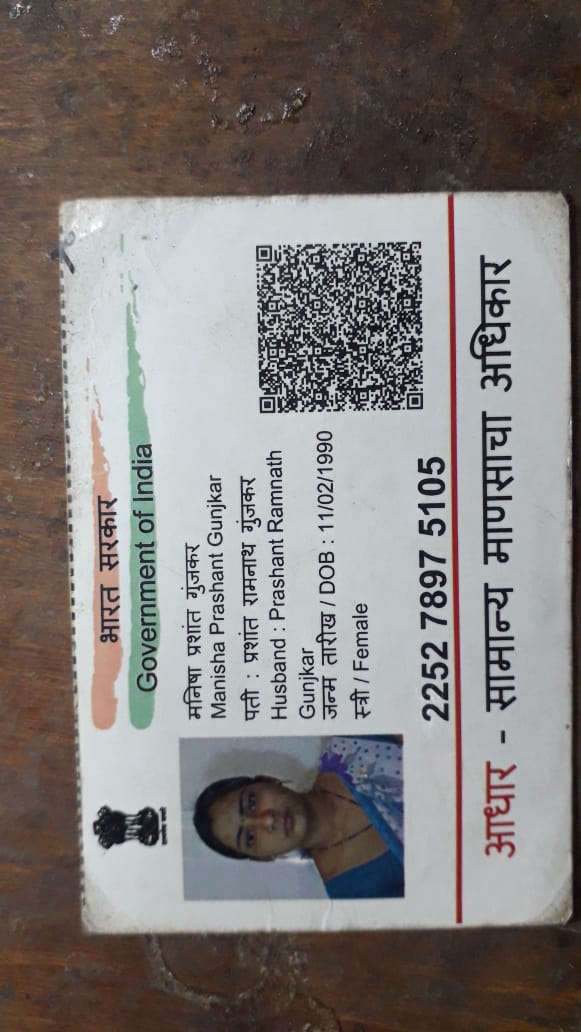 भारत सरकार
Government of India
मनिषा प्रशांत गुंजकर
Manisha Prashant Gunjkar
पती : प्रशांत रामनाथ गुंजकर
Husband : Prashant Ramnath
Gunjkar
जन्म तारीख / DOB : 11/02/1990
स्त्री / Female
2252 7897 5105
आधार - सामान्य माणसाचा अधिकार